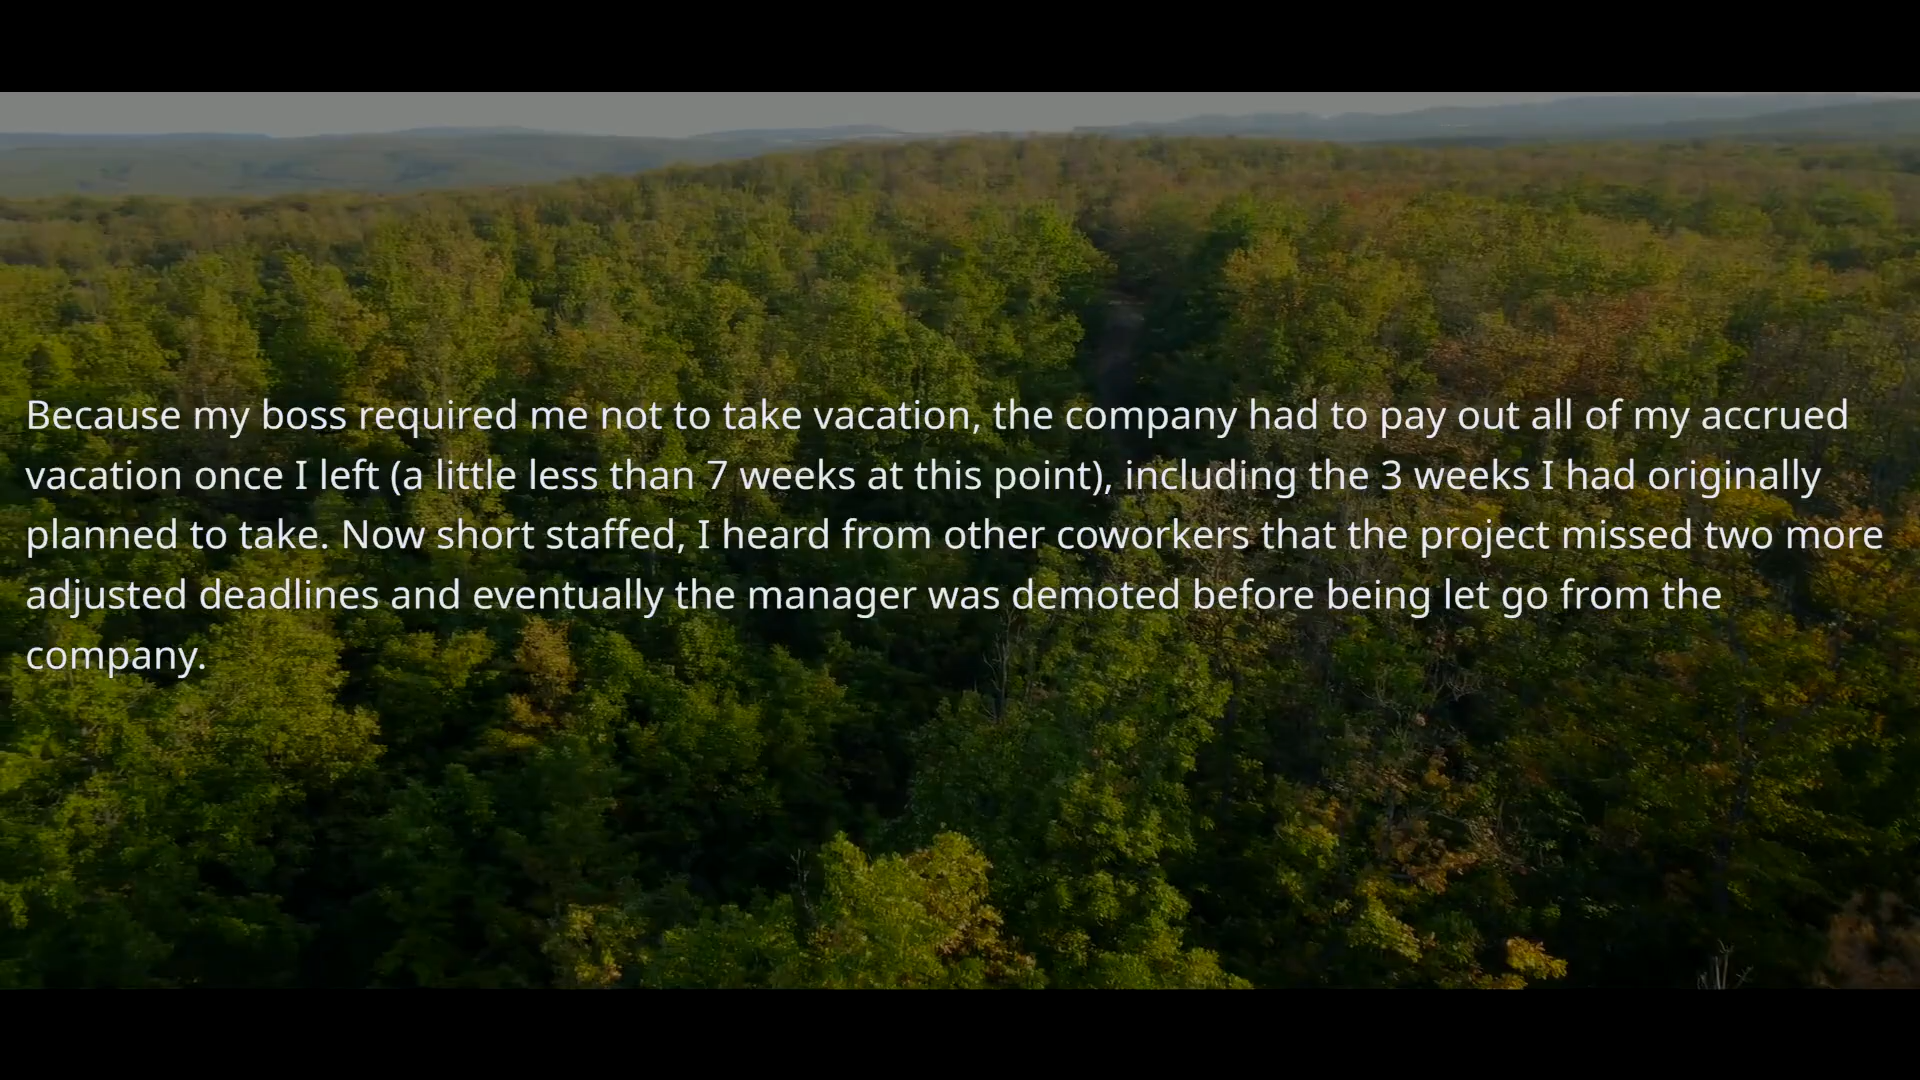 Because my boss required me not to take vacation, the company had to pay out all of my accrued
vacation once I left (a little less than 7 weeks at this point), including the 3 weeks I had originally
planned to take. Now short staffed, I heard from other coworkers that the project missed two more
adjusted deadlines and eventually the manager was demoted before being let go from the
company.